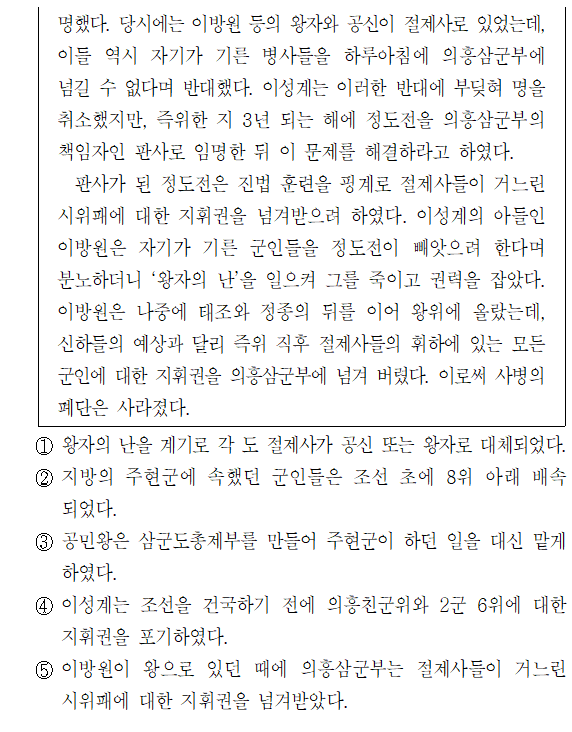 명했다. 당시에는 이방원 등의 왕자와 공신이 절제사로 있었는데,
이들 역시 자기가 기른 병사들을 하루아침에 의흥삼군부에
넘길 수 없다며 반대했다. 이성계는 이러한 반대에 부딪혀 명을
취소했지만, 즉위한 지 3년 되는 해에 정도전을 의흥삼군부의
책임자인 판사로 임명한 뒤 이 문제를 해결하라고 하였다.
판사가 된 정도전은 진법 훈련을 핑계로 절제사들이 거느린
시위패에 대한 지휘권을 넘겨받으려 하였다. 이성계의 아들인
이방원은 자기가 기른 군인들을 정도전이 빼앗으려 한다며
분노하더니 ‘왕자의 난’을 일으켜 그를 죽이고 권력을 잡았다.
이방원은 나중에 태조와 정종의 뒤를 이어 왕위에 올랐는데,
신하들의 예상과 달리 즉위 직후 절제사들의 휘하에 있는 모든
군인에 대한 지휘권을 의흥삼군부에 넘겨 버렸다. 이로써 사병의
폐단은 사라졌다.
① 왕자의 난을 계기로 각 도 절제사가 공신 또는 왕자로 대체되었다.
② 지방의 주현군에 속했던 군인들은 조선 초에 8위 아래 배속
되었다.
③ 공민왕은 삼군도총제부를 만들어 주현군이 하던 일을 대신 맡게
하였다.
④ 이성계는 조선을 건국하기 전에 의흥친군위와 2군 6위에 대한
지휘권을 포기하였다.
⑤ 이방원이 왕으로 있던 때에 의흥삼군부는 절제사들이 거느린
시위패에 대한 지휘권을 넘겨받았다.